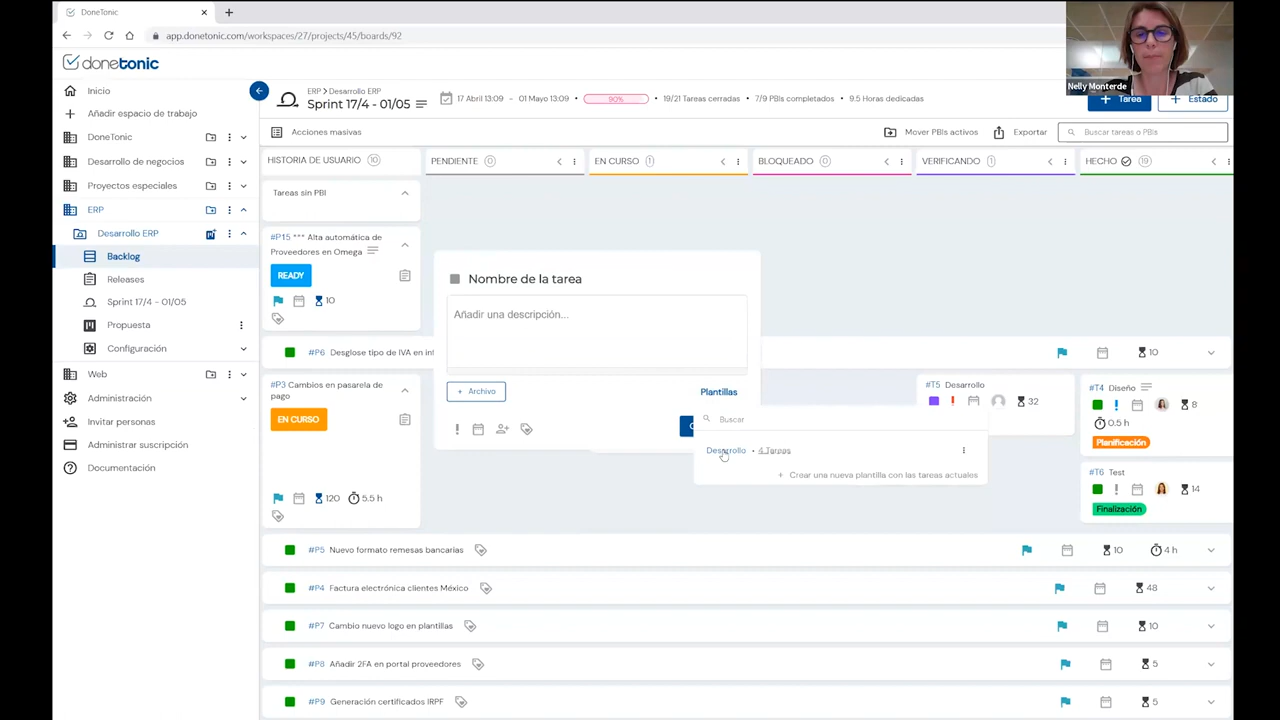 DoneTonic
app.donetonic.com/workspaces/27/projects/45/boards/92
Nelly Monterde
donetonic
Inicio
Añadir espacio de trabajo
DoneTonic
Desarrollo de negocios
Proyectos especiales
ERP
Desarrollo ERP
Backlog
Releases
Sprint 17/4 - 01/05
Propuesta
Configuración
Web
Administración
Invitar personas
Administrar suscripción
Documentación
ERP > Desarrollo ERP
Sprint 17/4 - 01/05
17 Abril 13:09 - 01 Mayo 13:09 90% • 19/21 Tareas cerradas • 7/9 PBIs completados • 9.5 Horas dedicadas
+ Tarea + Estado
Acciones masivas
Mover PBIs activos
Exportar
Buscar tareas o PBIs
HISTORIA DE USUARIO 10
PENDIENTE 0
EN CURSO 1
BLOQUEADO 0
VERIFICANDO 1
HECHO 19
Tareas sin PBI
#P15 *** Alta automática de
Proveedores en Omega
READY
10
Nombre de la tarea
Añadir una descripción...
+ Archivo
Plantillas
Buscar
Desarrollo • 4 Tareas
+ Crear una nueva plantilla con las tareas actuales
#P6 Desglose tipo de IVA en inf
10
#P3 Cambios en pasarela de
pago
EN CURSO
120 5.5 h
#T5 Desarrollo
32
#T4 Diseño
8
0.5 h
Planificación
#T6 Test
14
Finalización
#P5 Nuevo formato remesas bancarias 10 4 h
#P4 Factura electrónica clientes México 48
#P7 Cambio nuevo logo en plantillas 10
#P8 Añadir 2FA en portal proveedores 5
#P9 Generación certificados IRPF 5